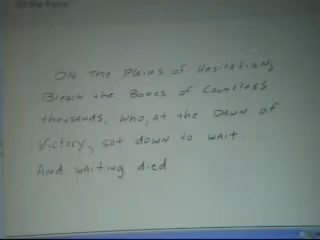 ON The Plains of Hesitation,
Bleach the Bones of Countless
thousands, who, at the DAWN of
Victory, sat down to wait.
And waiting died